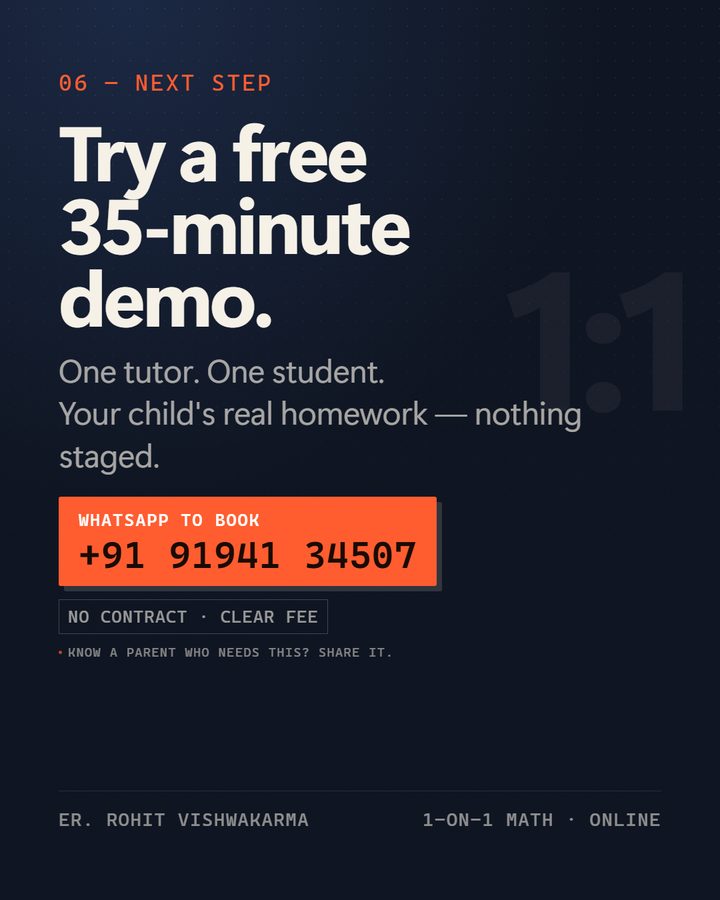 06 — NEXT STEP
Try a free
35-minute
demo.
1:1
One tutor. One student.
Your child's real homework — nothing
staged.
WHATSAPP TO BOOK
+91 91941 34507
NO CONTRACT · CLEAR FEE
• KNOW A PARENT WHO NEEDS THIS? SHARE IT.
ER. ROHIT VISHWAKARMA
1-ON-1 MATH · ONLINE